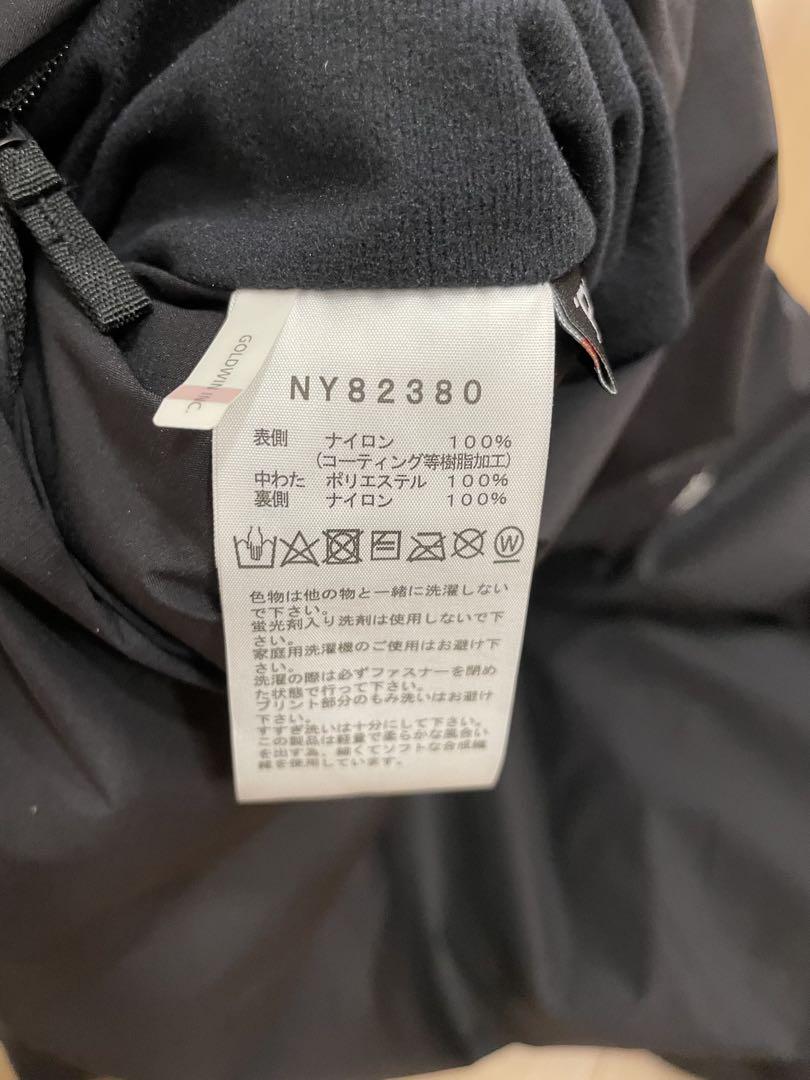 GOLDWIN INC.
NY82380
表側 ナイロン 100%
(コーティング等樹脂加工)
中わた ポリエステル 100%
裏側 ナイロン 100%
W
色物は他の物と一緒に洗濯しない
で下さい。
蛍光剤入り洗剤は使用しないで下
さい。
家庭用洗濯機のご使用はお避け下
さい。
洗濯の際は必ずファスナーを閉め
た状態で行って下さい。
プリント部分のもみ洗いはお避け
下さい。
すすぎ洗いは十分にして下さい。
この製品は軽量で柔らかな風合い
を出す為、細くてソフトな合成繊
維を使用しています。